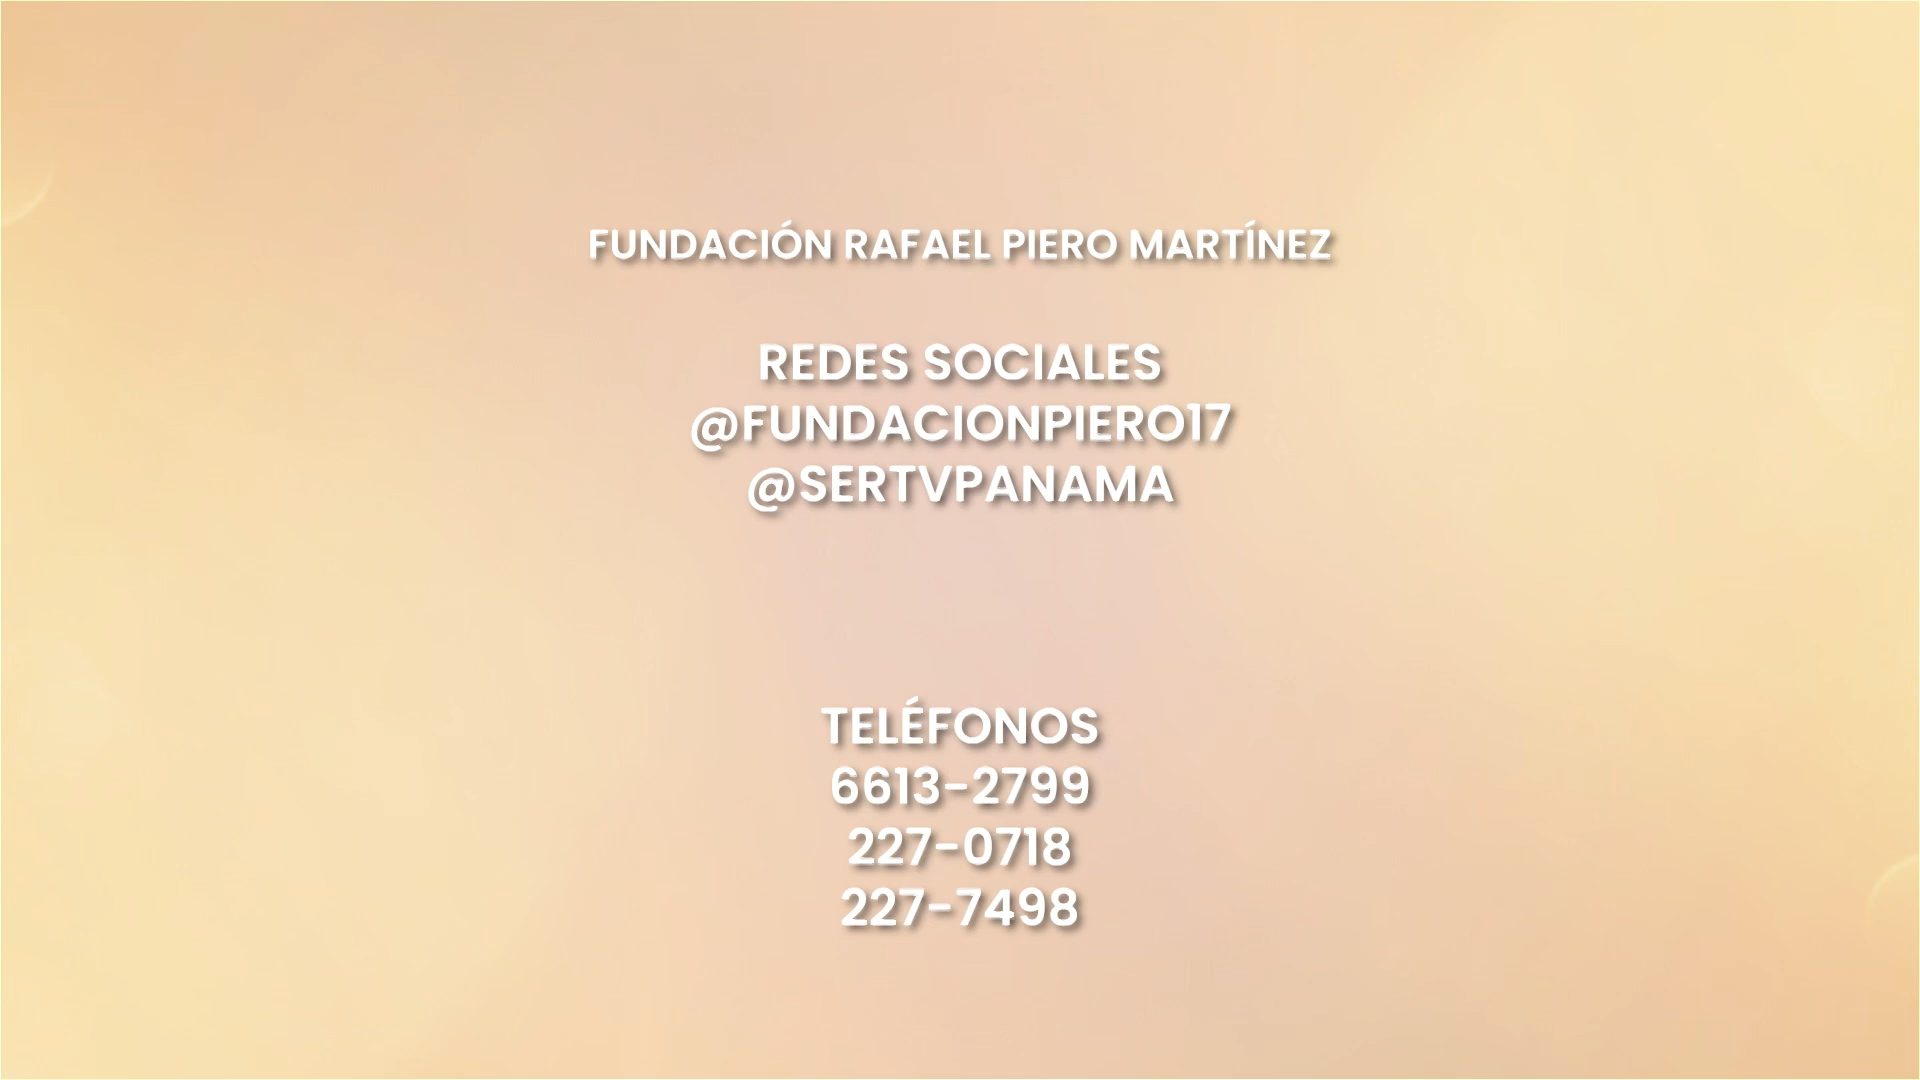 FUNDACIÓN RAFAEL PIERO MARTÍNEZ
REDES SOCIALES
@FUNDACIONPIERO17
@SERTVPANAMA
TELÉFONOS
6613-2799
227-0718
227-7498